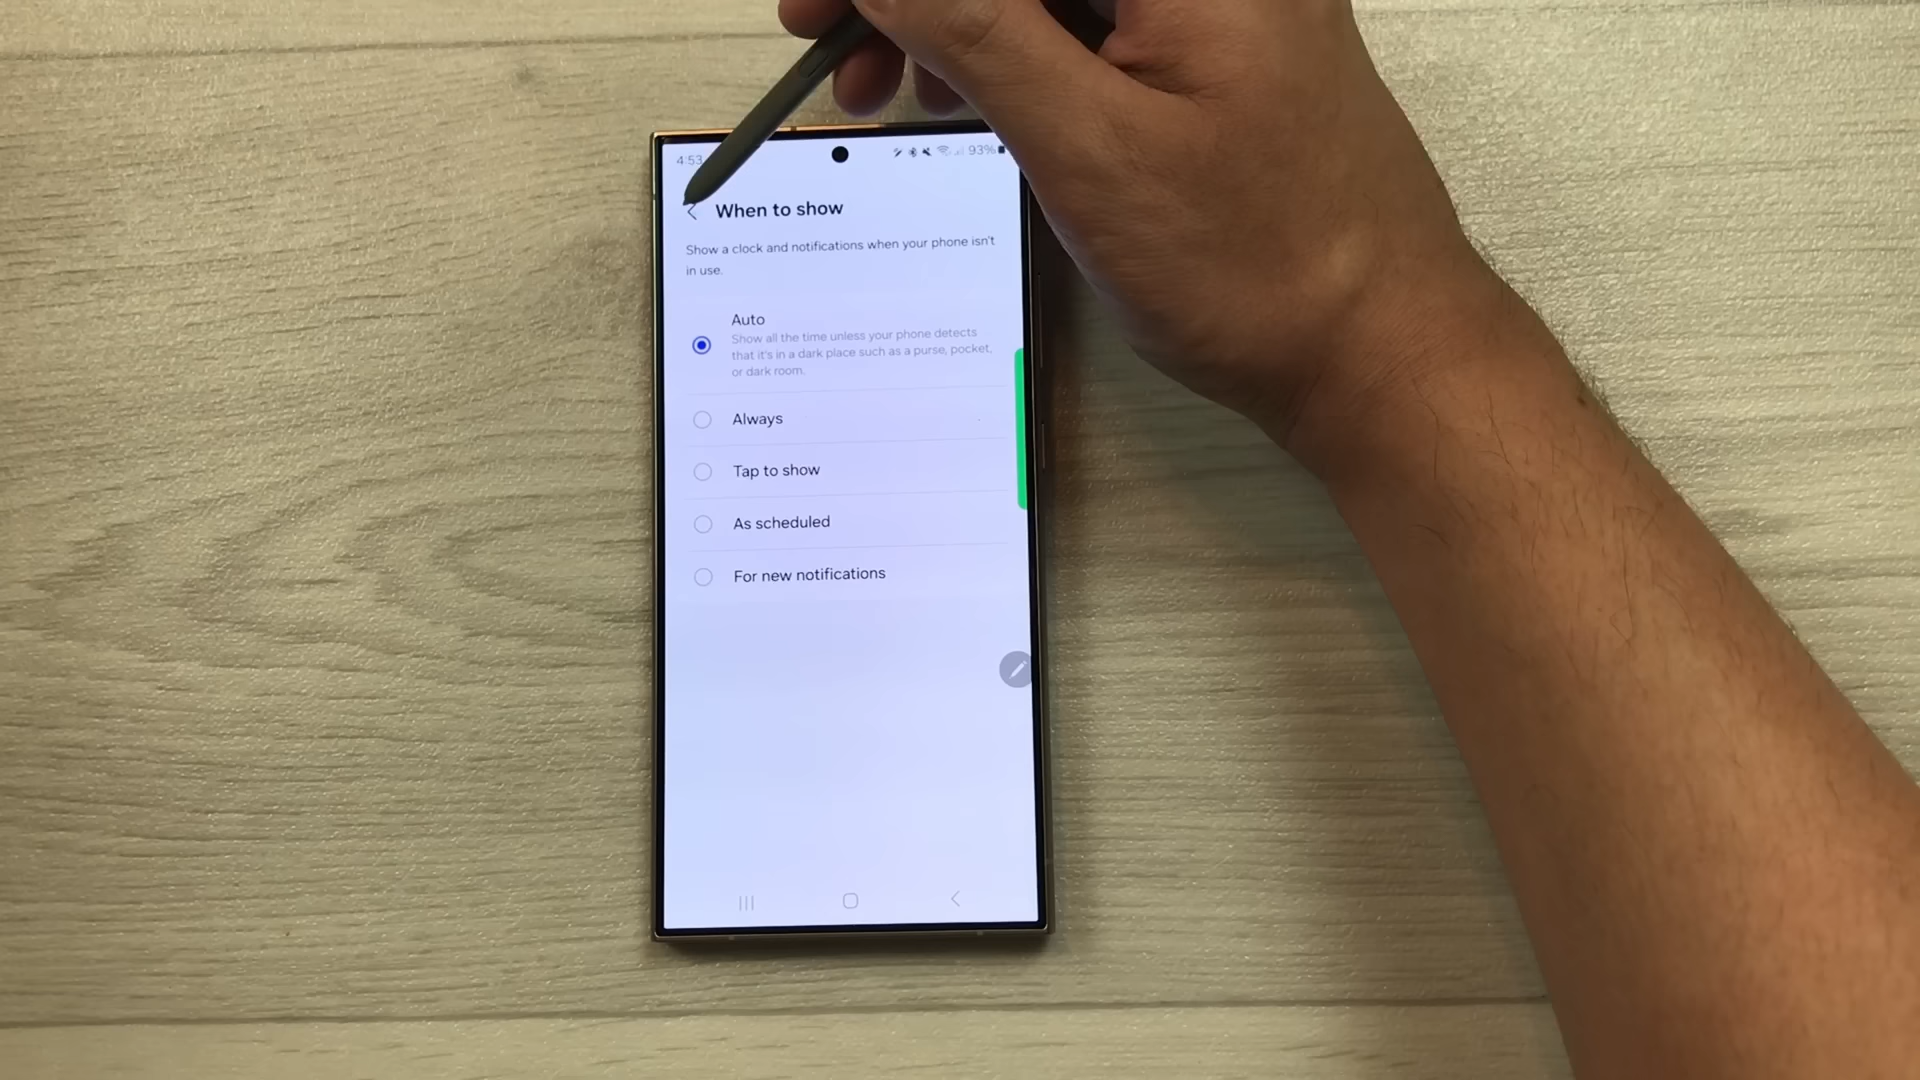 4:53
93%
When to show
Show a clock and notifications when your phone isn't
in use.
Auto
Show all the time unless your phone detects
that it's in a dark place such as a purse, pocket,
or dark room.
Always
Tap to show
As scheduled
For new notifications